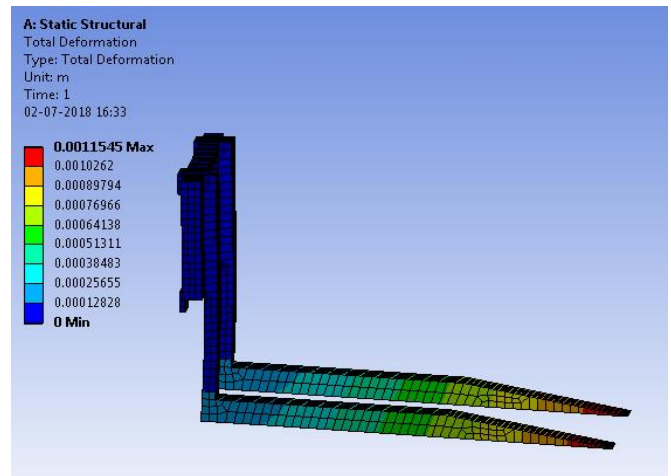 A: Static Structural
Total Deformation
Type: Total Deformation
Unit: m
Time: 1
02-07-2018 16:33
0.0011545 Max
0.0010262
0.00089794
0.00076966
0.00064138
0.00051311
0.00038483
0.00025655
0.00012828
0 Min